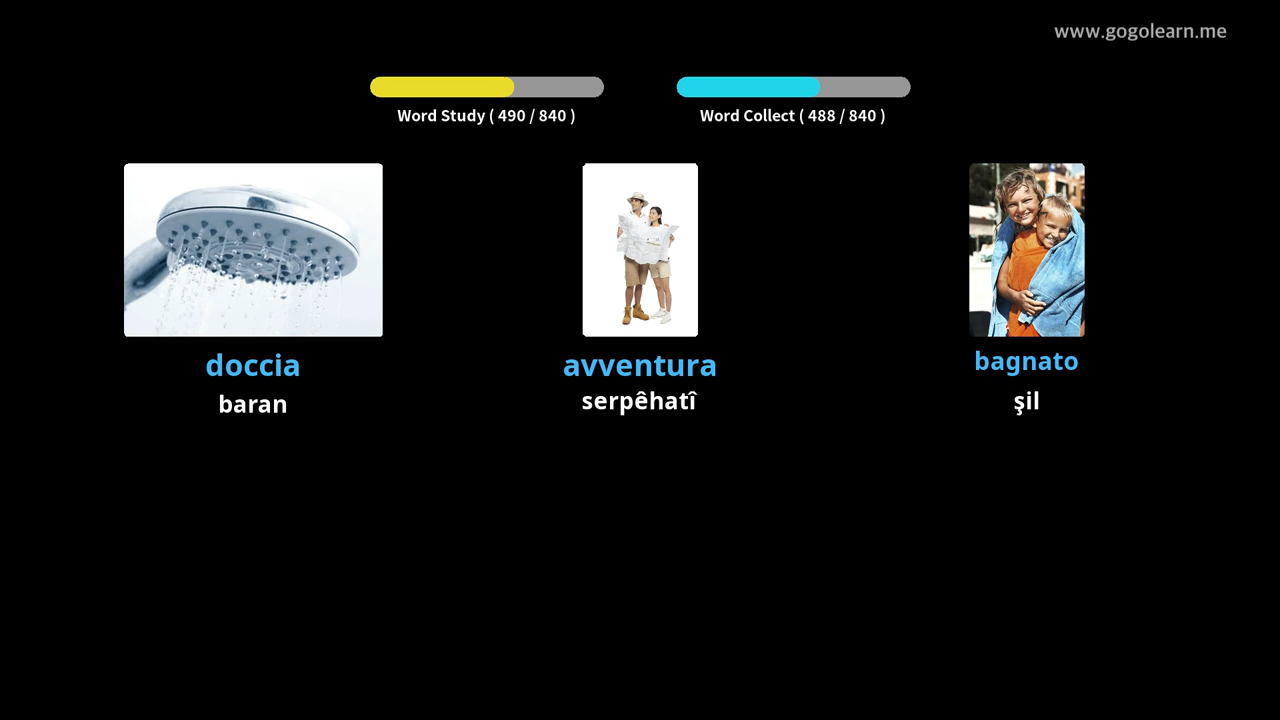 www.gogolearn.me
Word Study ( 490 / 840 )
Word Collect ( 488 / 840 )
doccia
baran
avventura
serpêhatî
bagnato
şil